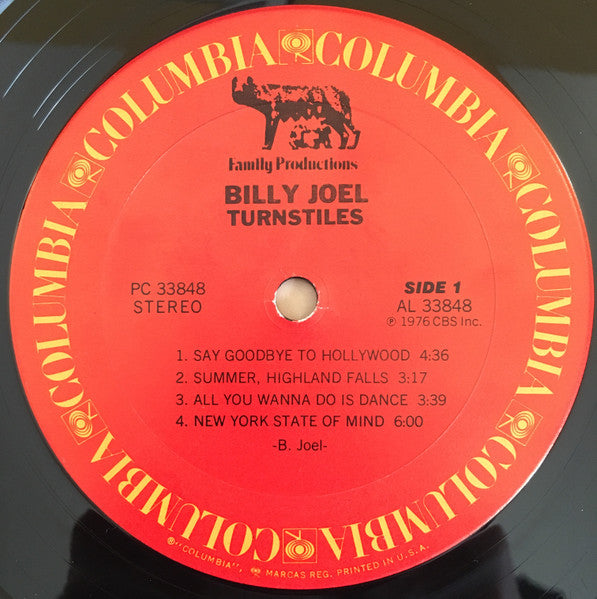 COLUMBIA COLUMBIA COLUMBIA COLUMBIA COLUMBIA COLUMBIA
Family Productions
BILLY JOEL
TURNSTILES
PC 33848
STEREO
SIDE 1
AL 33848
℗ 1976 CBS Inc.
1. SAY GOODBYE TO HOLLYWOOD 4:36
2. SUMMER, HIGHLAND FALLS 3:17
3. ALL YOU WANNA DO IS DANCE 3:39
4. NEW YORK STATE OF MIND 6:00
-B. Joel-
®"COLUMBIA", MARCAS REG. PRINTED IN U.S.A.